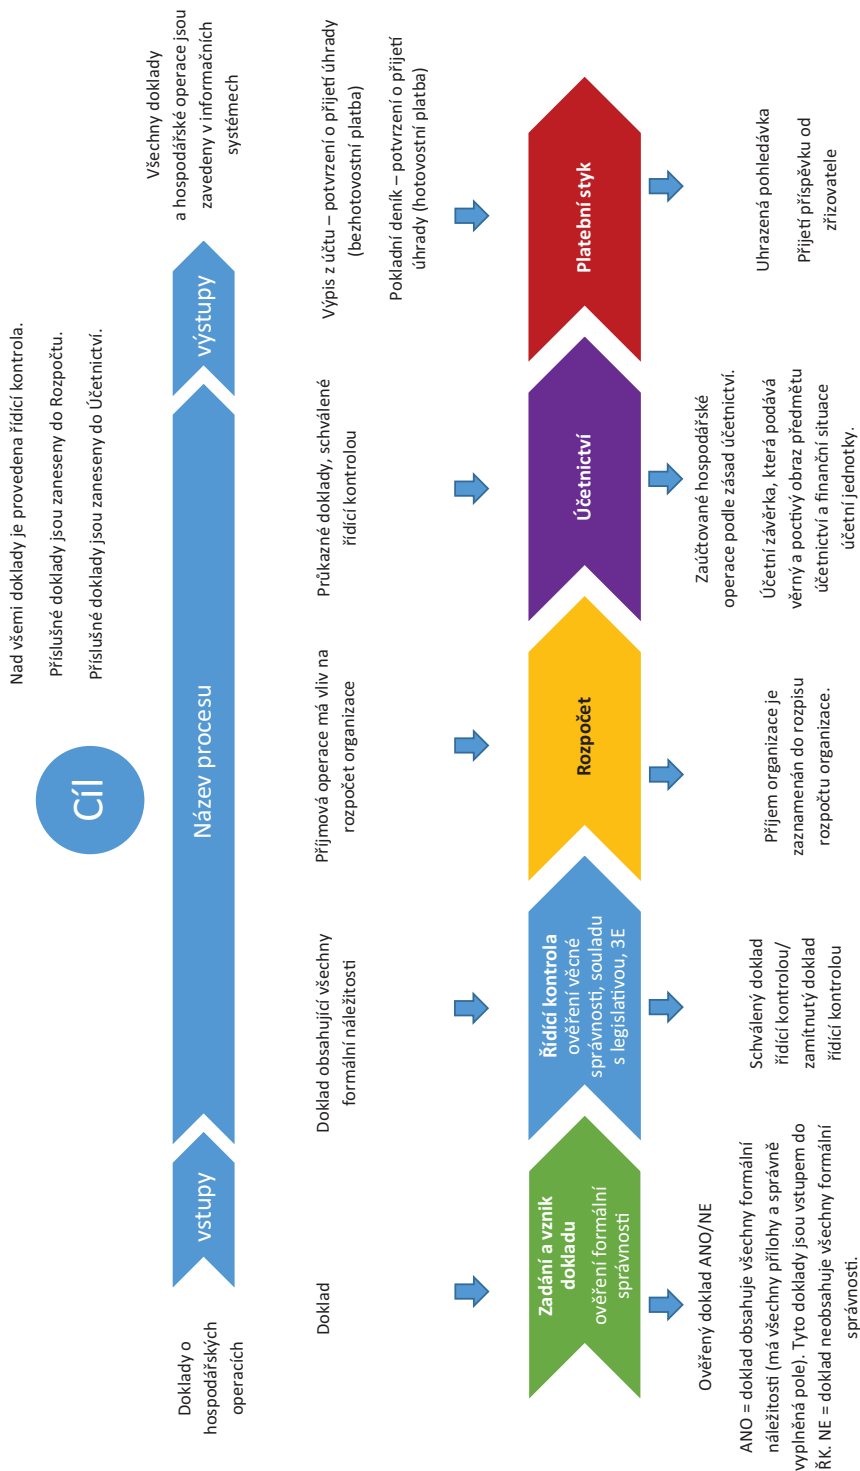 Cíl
Nad všemi doklady je provedena řídící kontrola.
Příslušné doklady jsou zaneseny do Rozpočtu.
Příslušné doklady jsou zaneseny do Účetnictví.
Doklady o
hospodářských
operacích
vstupy
Název procesu
výstupy
Všechny doklady
a hospodářské operace jsou
zavedeny v informačních
systémech
Doklad
Doklad obsahující všechny
formální náležitosti
Příjmová operace má vliv na
rozpočet organizace
Průkazné doklady, schválené
řídící kontrolou
Výpis z účtu – potvrzení o přijetí úhrady
(bezhotovostní platba)
Pokladní deník – potvrzení o přijetí
úhrady (hotovostní platba)
Zadání a vznik
dokladu
ověření formální
správnosti
Řídící kontrola
ověření věcné
správnosti, souladu
s legislativou, 3E
Rozpočet
Účetnictví
Platební styk
Ověřený doklad ANO/NE
ANO = doklad obsahuje všechny formální
náležitosti (má všechny přílohy a správně
vyplněná pole). Tyto doklady jsou vstupem do
ŘK. NE = doklad neobsahuje všechny formální
správnosti.
Schválený doklad
řídící kontrolou/
zamítnutý doklad
řídící kontrolou
Příjem organizace je
zaznamenán do rozpisu
rozpočtu organizace.
Zaúčtované hospodářské
operace podle zásad účetnictví.
Účetní závěrka, která podává
věrný a poctivý obraz předmětu
účetnictví a finanční situace
účetní jednotky.
Uhrazená pohledávka
Přijetí příspěvku od
zřizovatele